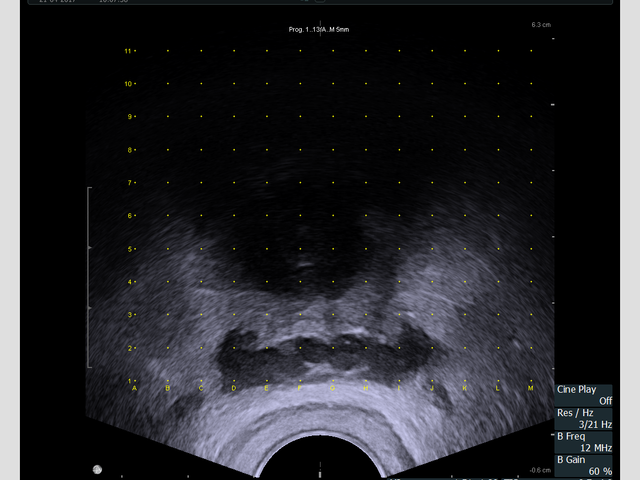 Prog. 1..13/A..M 5mm
6.3 cm
11
10
9
8
7
6
5
4
3
2
1
A B C D E F G H I J K L M
Cine Play
Off
Res / Hz
3/21 Hz
B Freq
12 MHz
B Gain
60 %
-0.6 cm